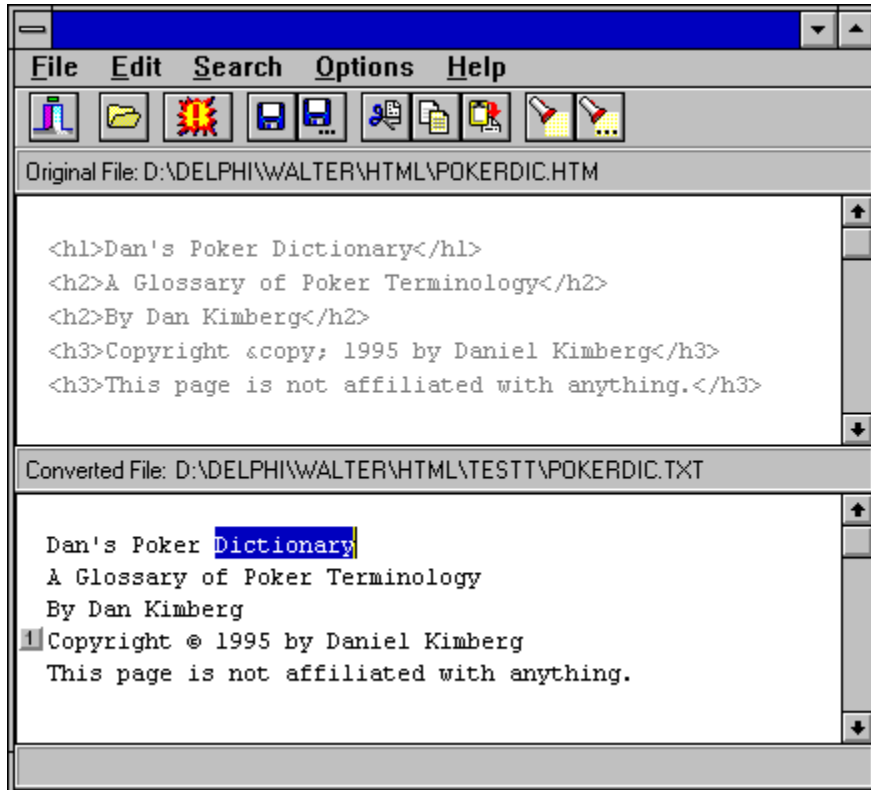 File Edit Search Options Help
Original File: D:\DELPHI\WALTER\HTML\POKERDIC.HTM
<h1>Dan's Poker Dictionary</h1>
<h2>A Glossary of Poker Terminology</h2>
<h2>By Dan Kimberg</h2>
<h3>Copyright &copy; 1995 by Daniel Kimberg</h3>
<h3>This page is not affiliated with anything.</h3>
Converted File: D:\DELPHI\WALTER\HTML\TESTT\POKERDIC.TXT
Dan's Poker Dictionary
A Glossary of Poker Terminology
By Dan Kimberg
1 Copyright © 1995 by Daniel Kimberg
This page is not affiliated with anything.